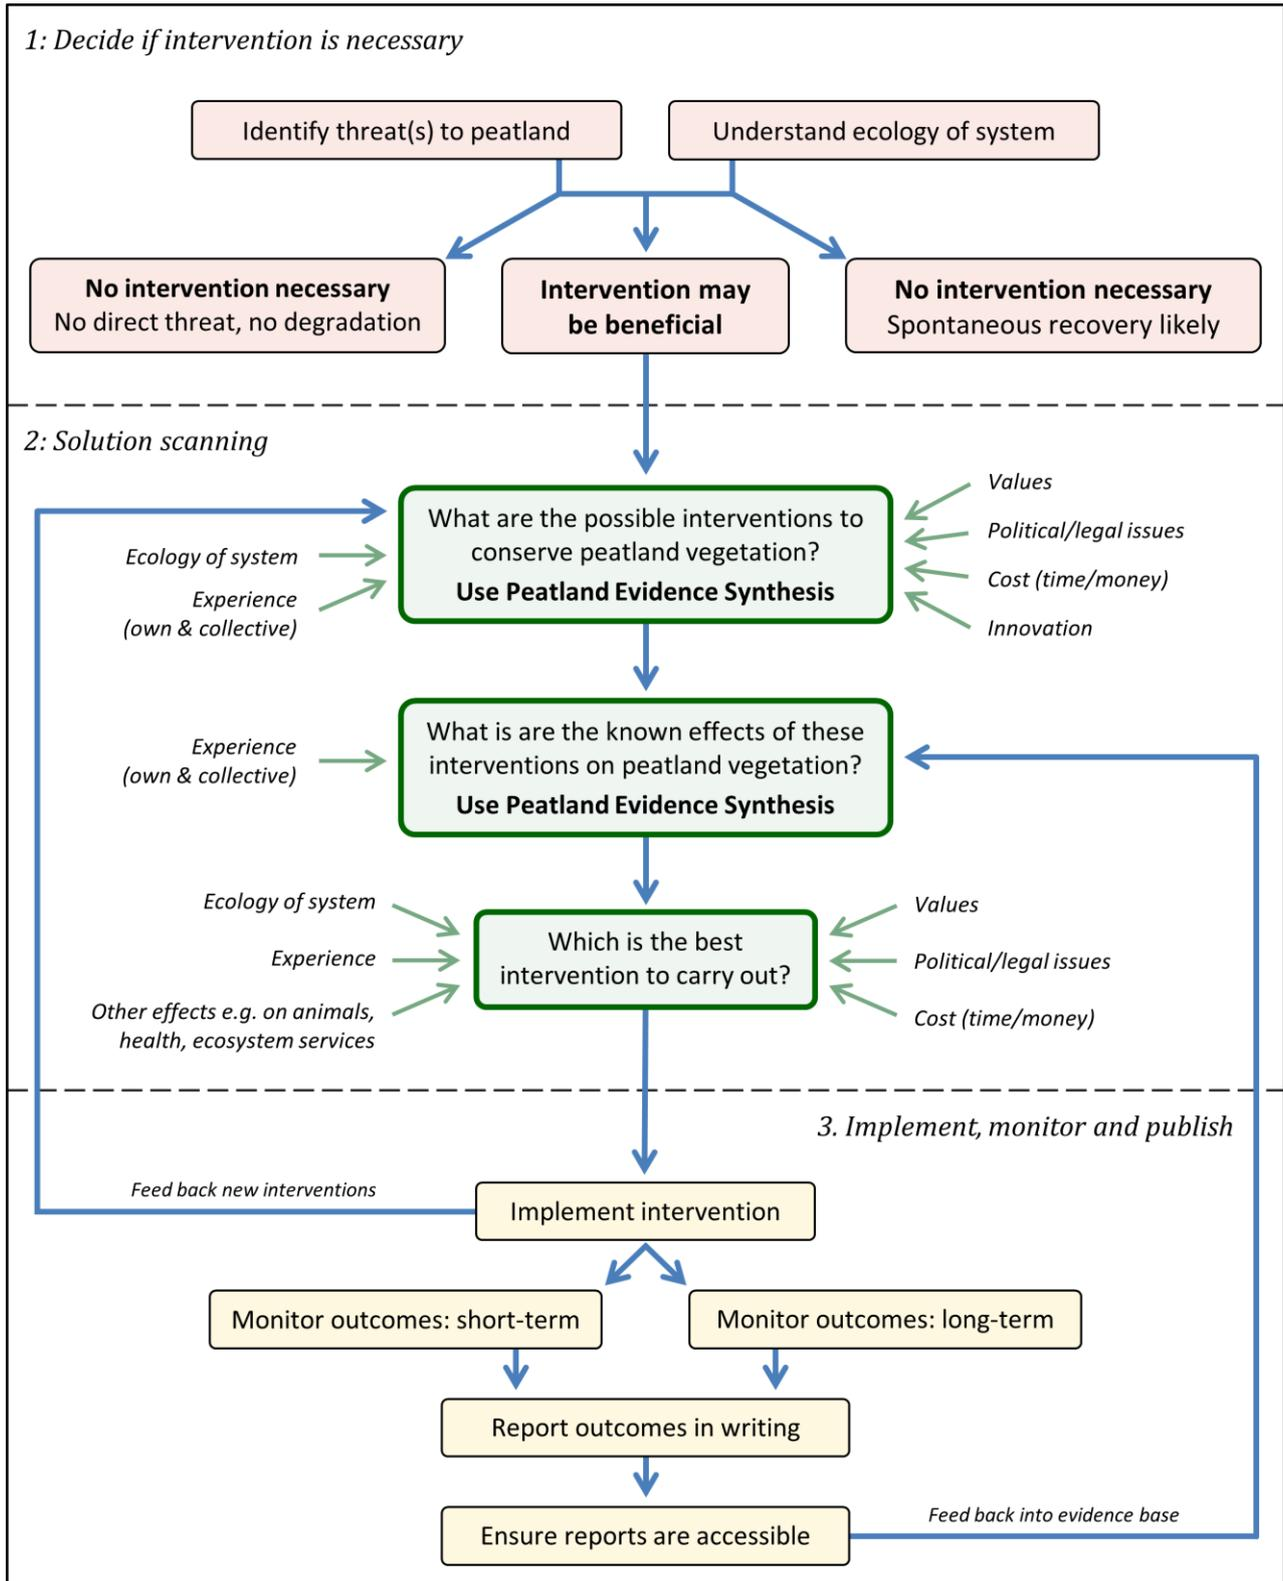 1: Decide if intervention is necessary
Identify threat(s) to peatland
Understand ecology of system
No intervention necessary
No direct threat, no degradation
Intervention may
be beneficial
No intervention necessary
Spontaneous recovery likely
2: Solution scanning
What are the possible interventions to
conserve peatland vegetation?
Use Peatland Evidence Synthesis
Ecology of system
Experience
(own & collective)
Values
Political/legal issues
Cost (time/money)
Innovation
What is are the known effects of these
interventions on peatland vegetation?
Use Peatland Evidence Synthesis
Experience
(own & collective)
Which is the best
intervention to carry out?
Ecology of system
Experience
Other effects e.g. on animals,
health, ecosystem services
Values
Political/legal issues
Cost (time/money)
3. Implement, monitor and publish
Feed back new interventions
Implement intervention
Monitor outcomes: short-term
Monitor outcomes: long-term
Report outcomes in writing
Ensure reports are accessible
Feed back into evidence base